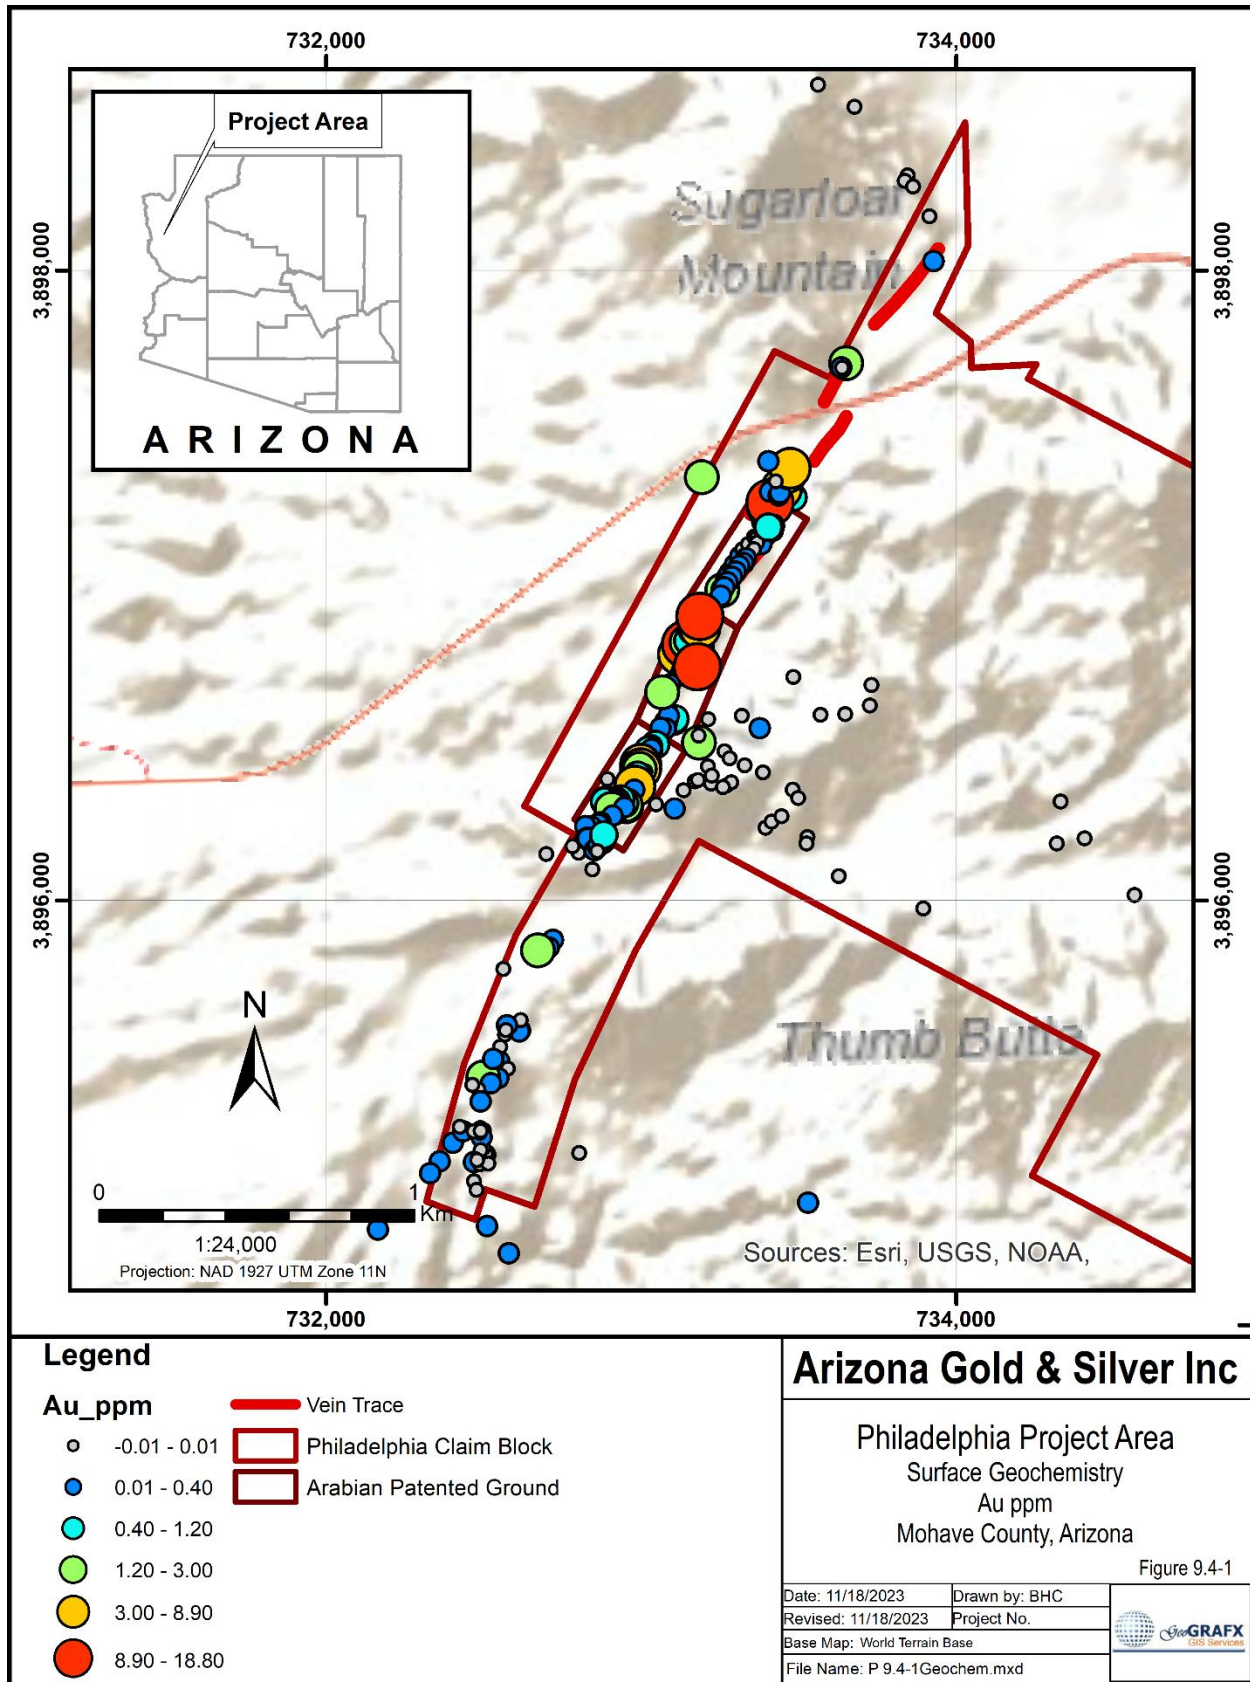 732,000
734,000
Project Area
ARIZONA
Sugarloaf
Mountain
3,898,000
3,898,000
3,896,000
3,896,000
N
Thumb Butte
0
1
Km
1:24,000
Projection: NAD 1927 UTM Zone 11N
Sources: Esri, USGS, NOAA,
732,000
734,000
Legend
Au_ppm
-0.01 - 0.01
0.01 - 0.40
0.40 - 1.20
1.20 - 3.00
3.00 - 8.90
8.90 - 18.80
Vein Trace
Philadelphia Claim Block
Arabian Patented Ground
Arizona Gold & Silver Inc
Philadelphia Project Area
Surface Geochemistry
Au ppm
Mohave County, Arizona
Figure 9.4-1
Date: 11/18/2023
Drawn by: BHC
Revised: 11/18/2023
Project No.
Base Map: World Terrain Base
File Name: P 9.4-1Geochem.mxd
GeoGRAFX
GIS Services